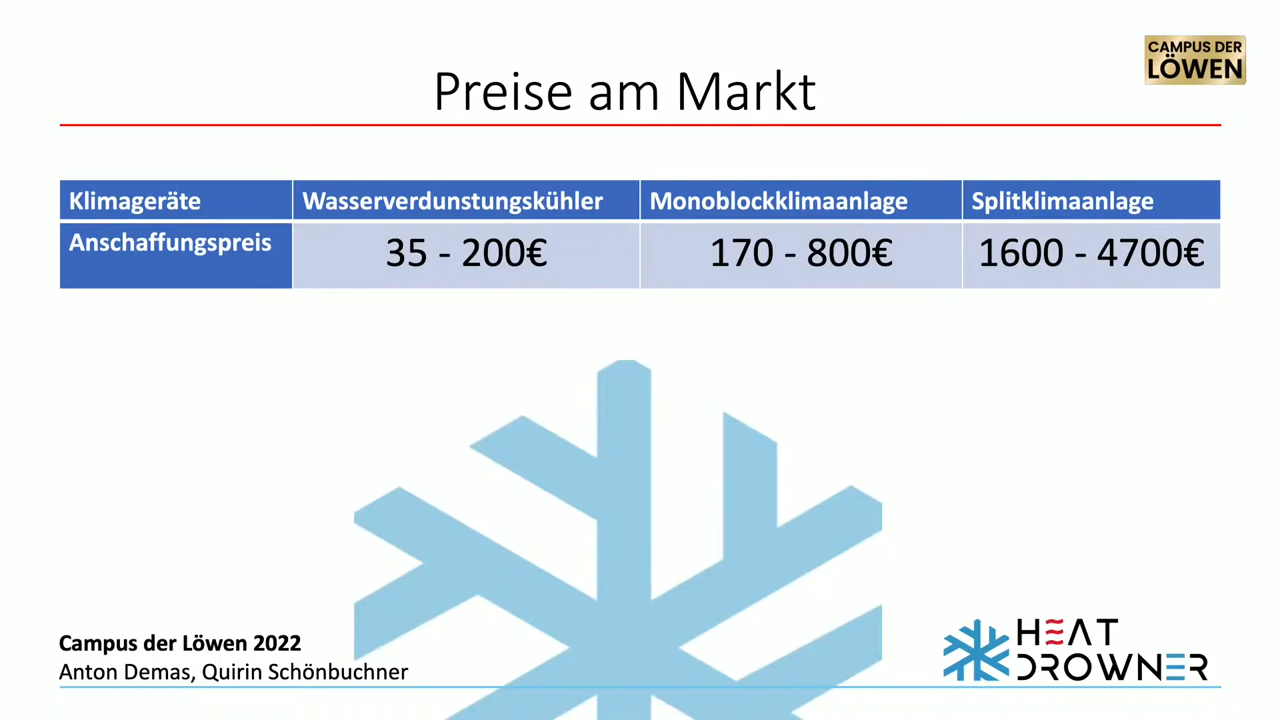 CAMPUS DER
LÖWEN
Preise am Markt
Klimageräte Wasserverdunstungskühler Monoblockklimaanlage Splitklimaanlage
Anschaffungspreis 35 - 200€ 170 - 800€ 1600 - 4700€
Campus der Löwen 2022
Anton Demas, Quirin Schönbuchner
HEAT
DROWNER